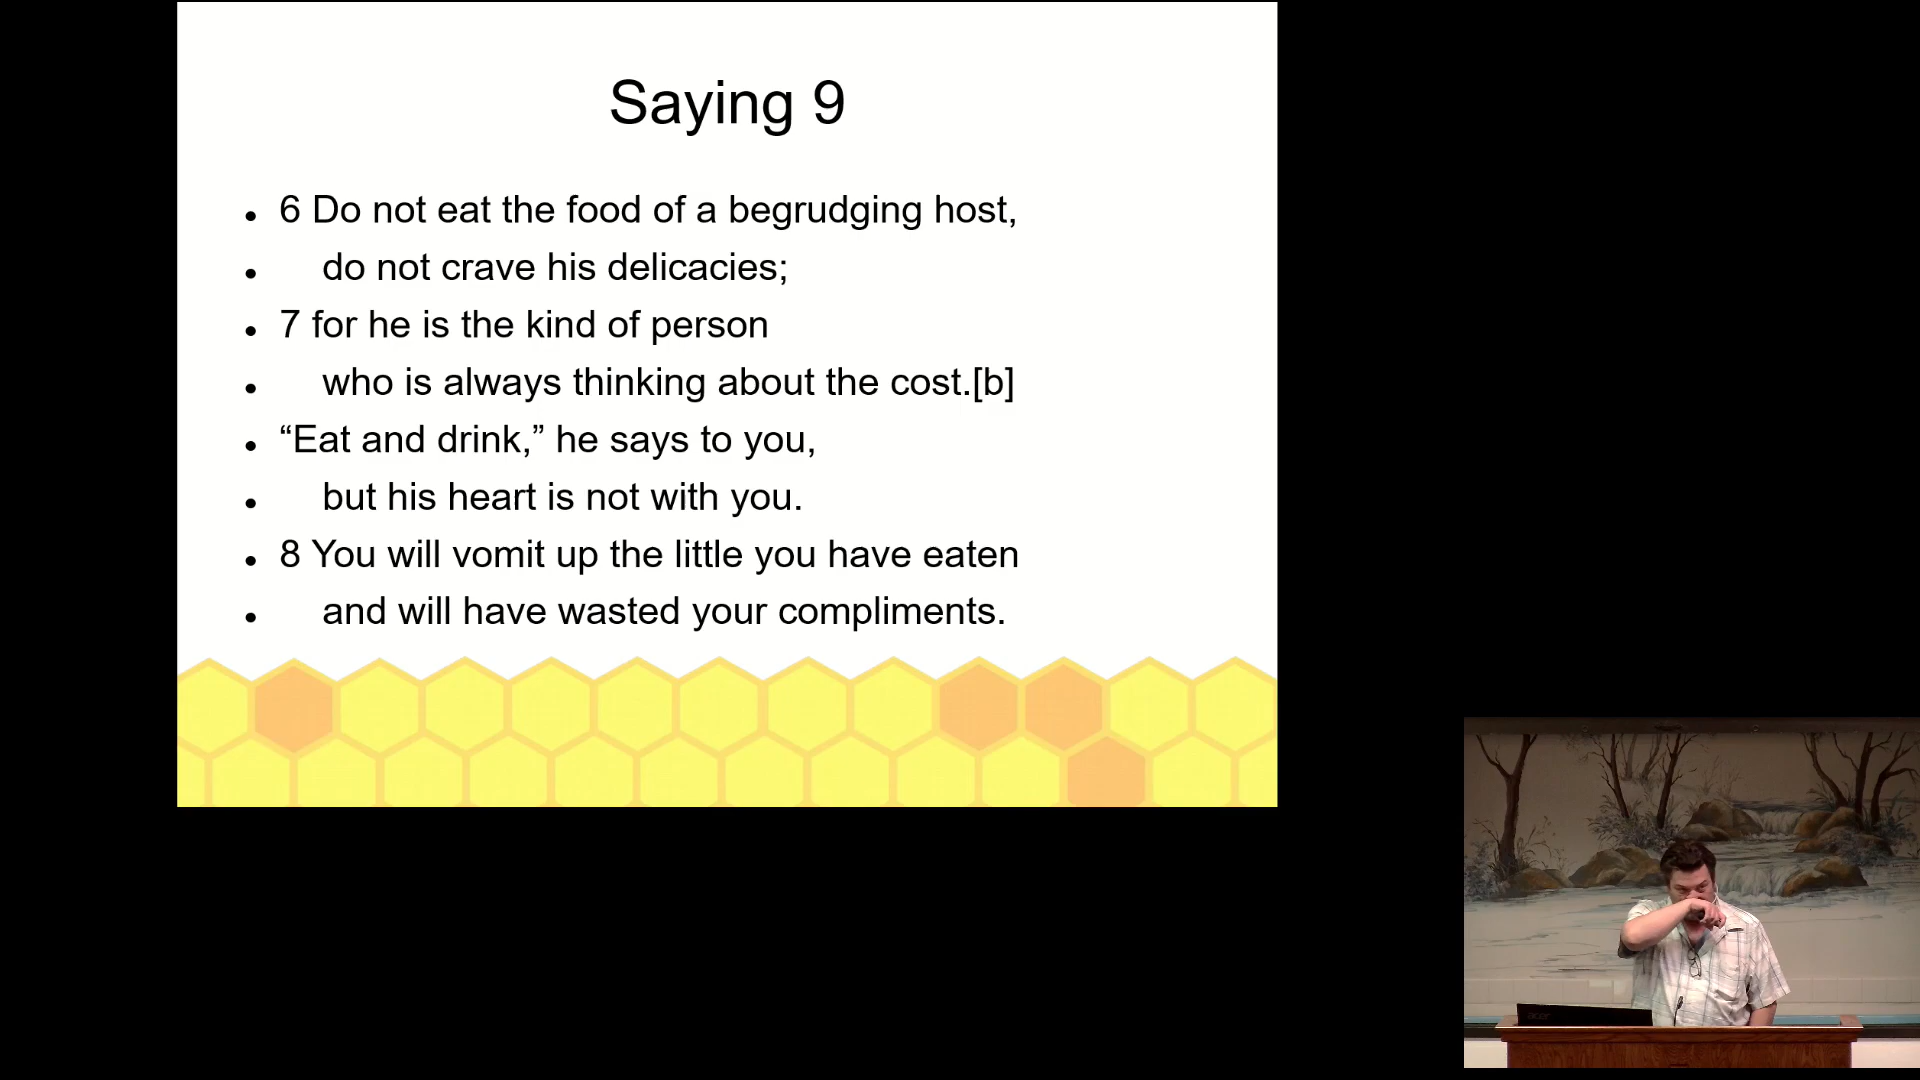 Saying 9
• 6 Do not eat the food of a begrudging host,
• do not crave his delicacies;
• 7 for he is the kind of person
• who is always thinking about the cost.[b]
• “Eat and drink,” he says to you,
• but his heart is not with you.
• 8 You will vomit up the little you have eaten
• and will have wasted your compliments.
acer